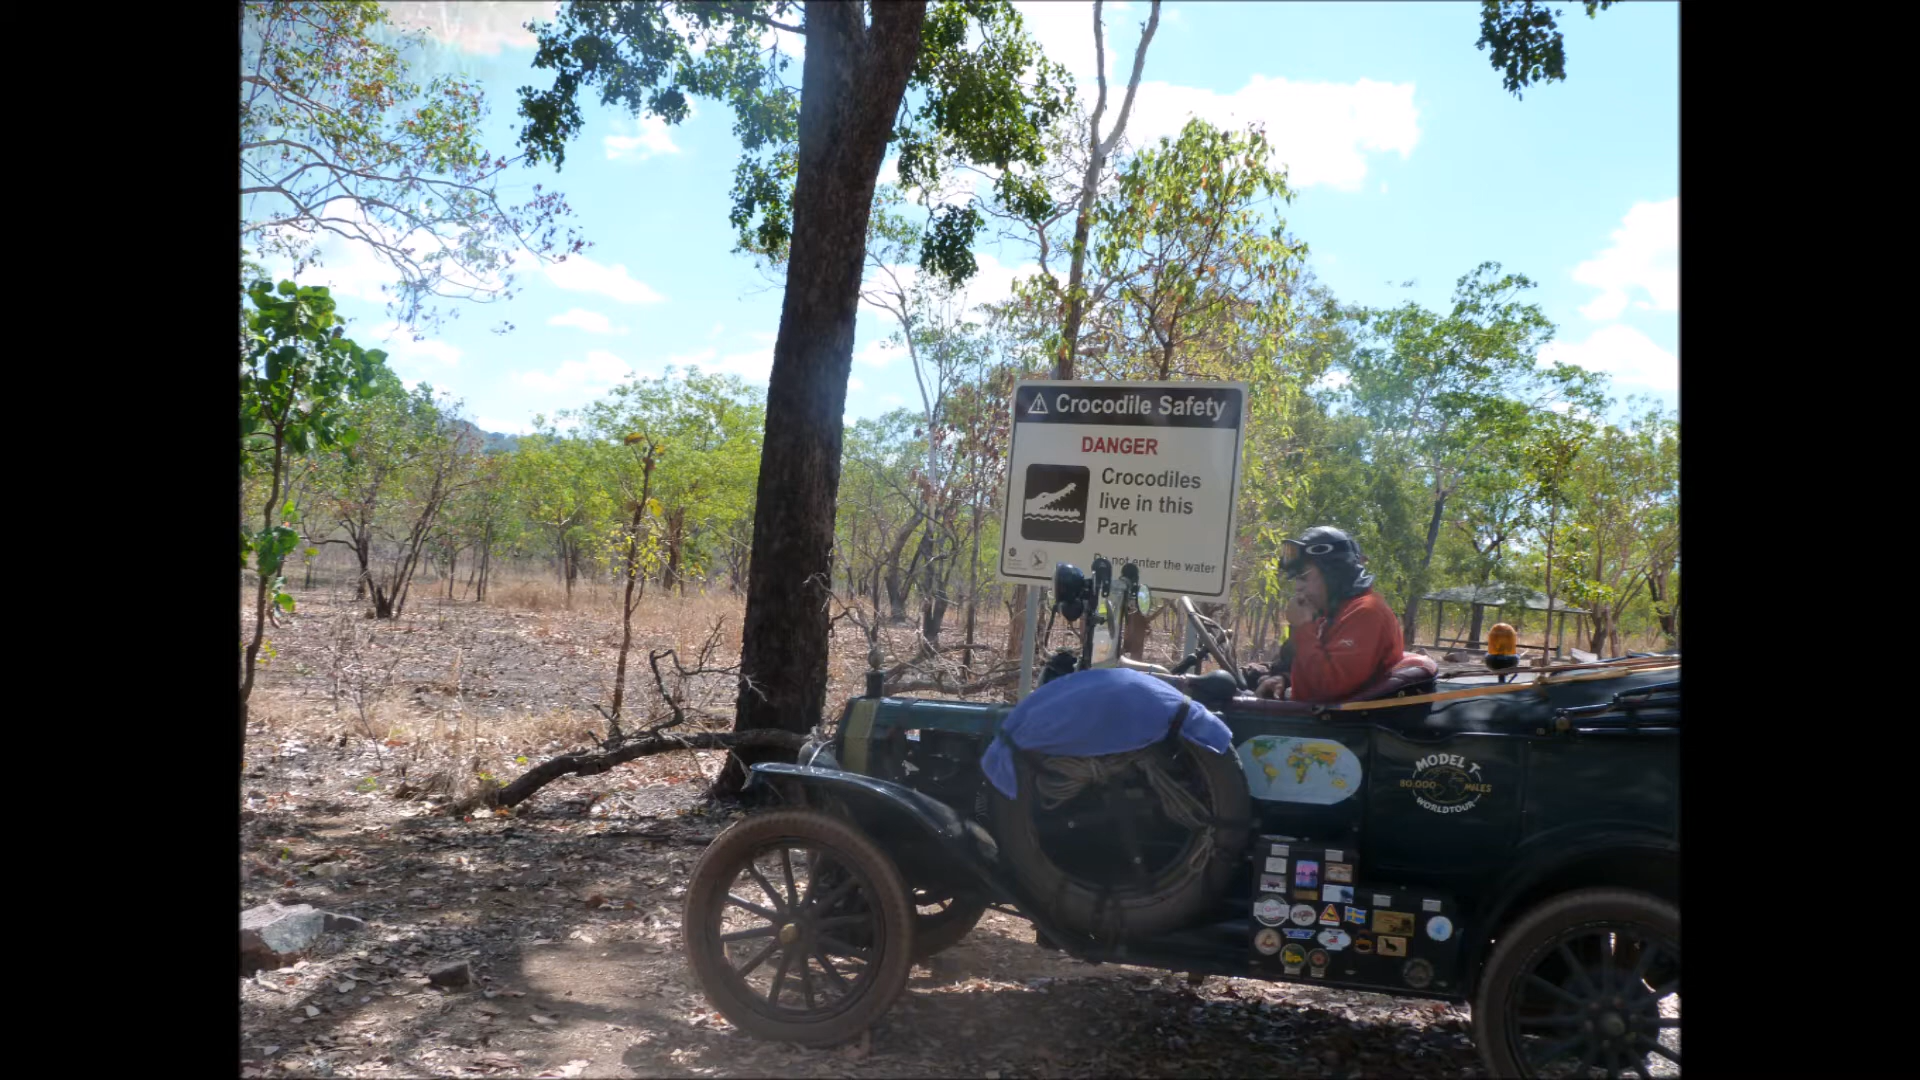 Crocodile Safety
DANGER
Crocodiles
live in this
Park
Do not enter the water
MODEL T
80.000 MILES
WORLDTOUR